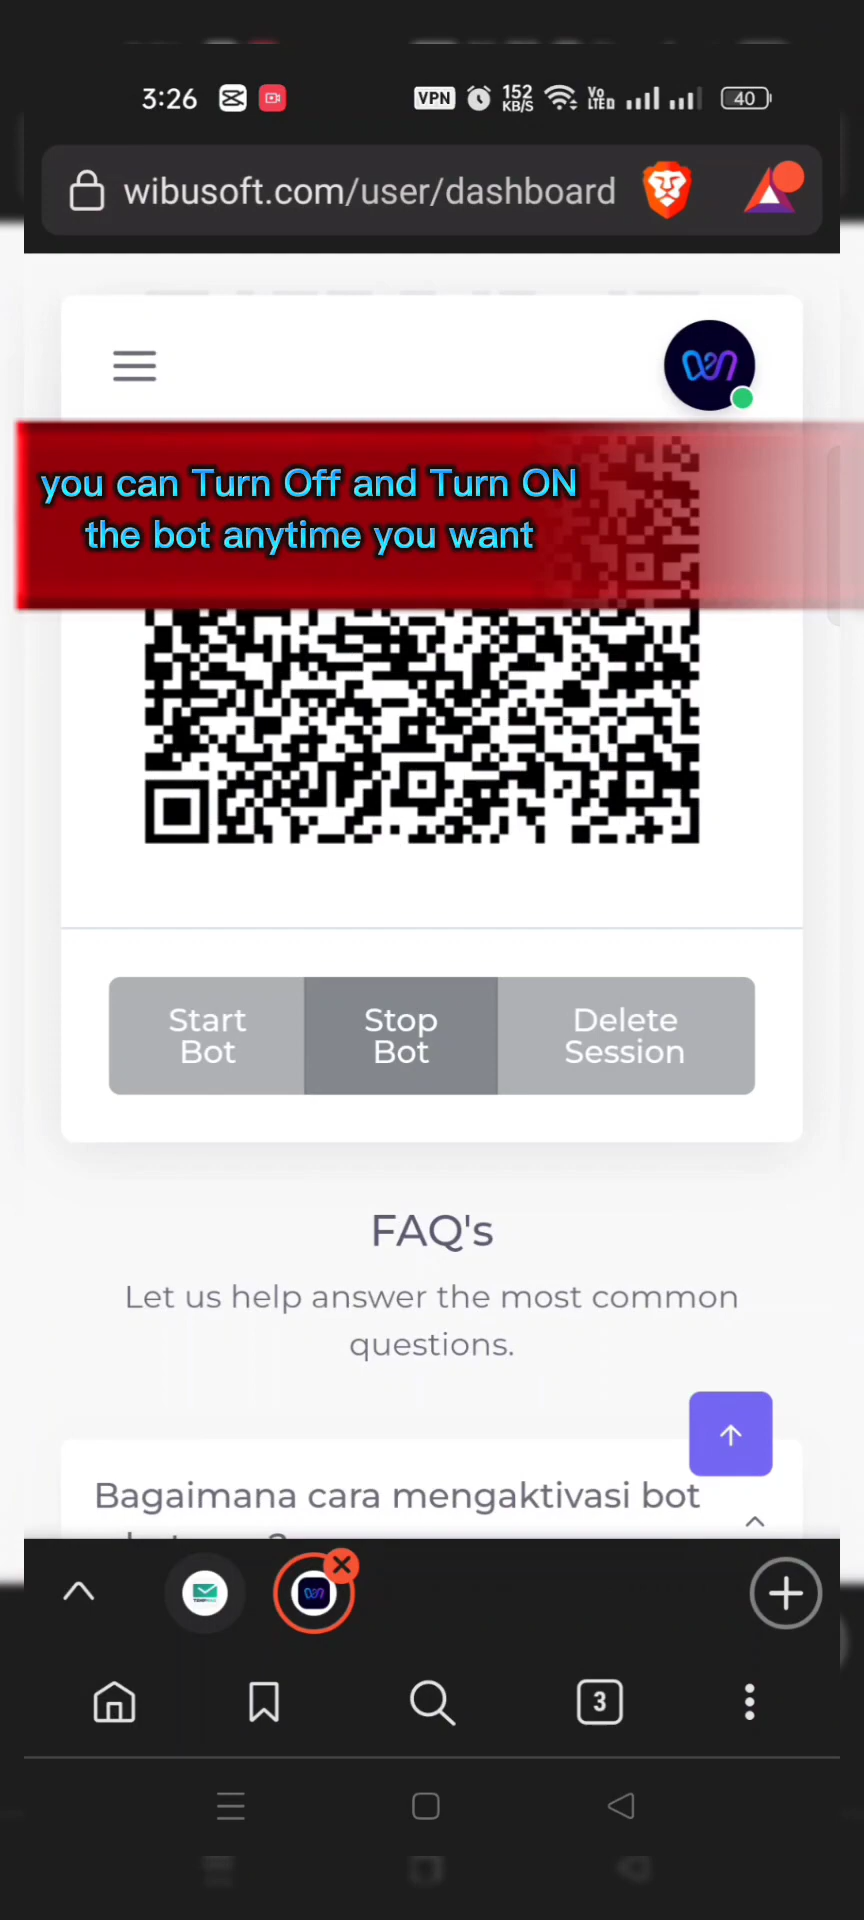 3:26
VPN 152 KB/S Vo LTED 40
wibusoft.com/user/dashboard
you can Turn Off and Turn ON
the bot anytime you want
Start Bot
Stop Bot
Delete Session
FAQ's
Let us help answer the most common
questions.
Bagaimana cara mengaktivasi bot
3